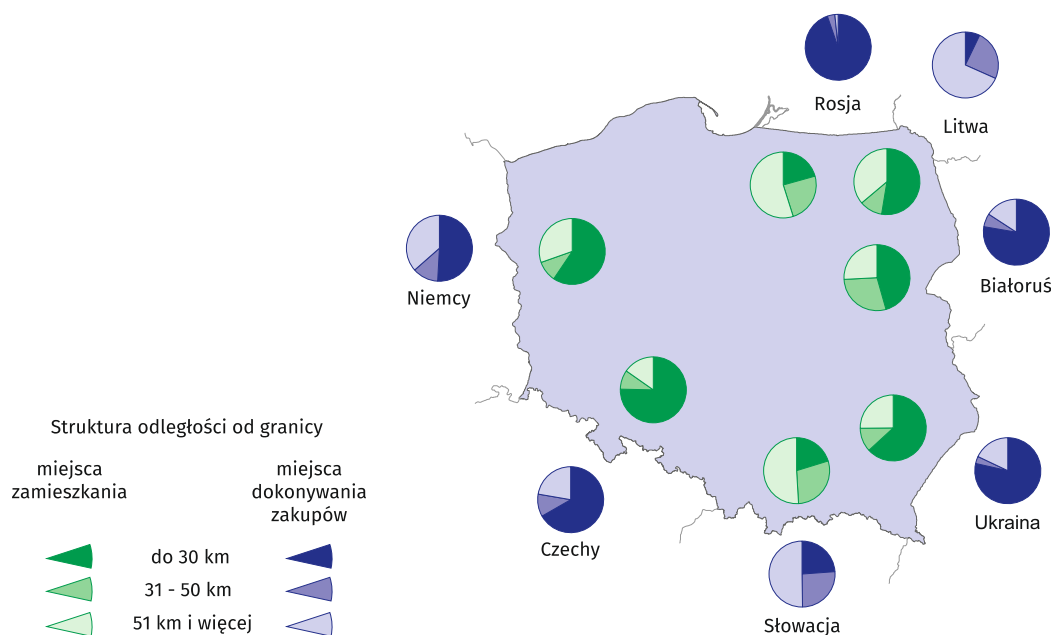 Rosja
Litwa
Niemcy
Białoruś
Struktura odległości od granicy
miejsca
zamieszkania
miejsca
dokonywania
zakupów
Czechy
Ukraina
do 30 km
31 - 50 km
51 km i więcej
Słowacja